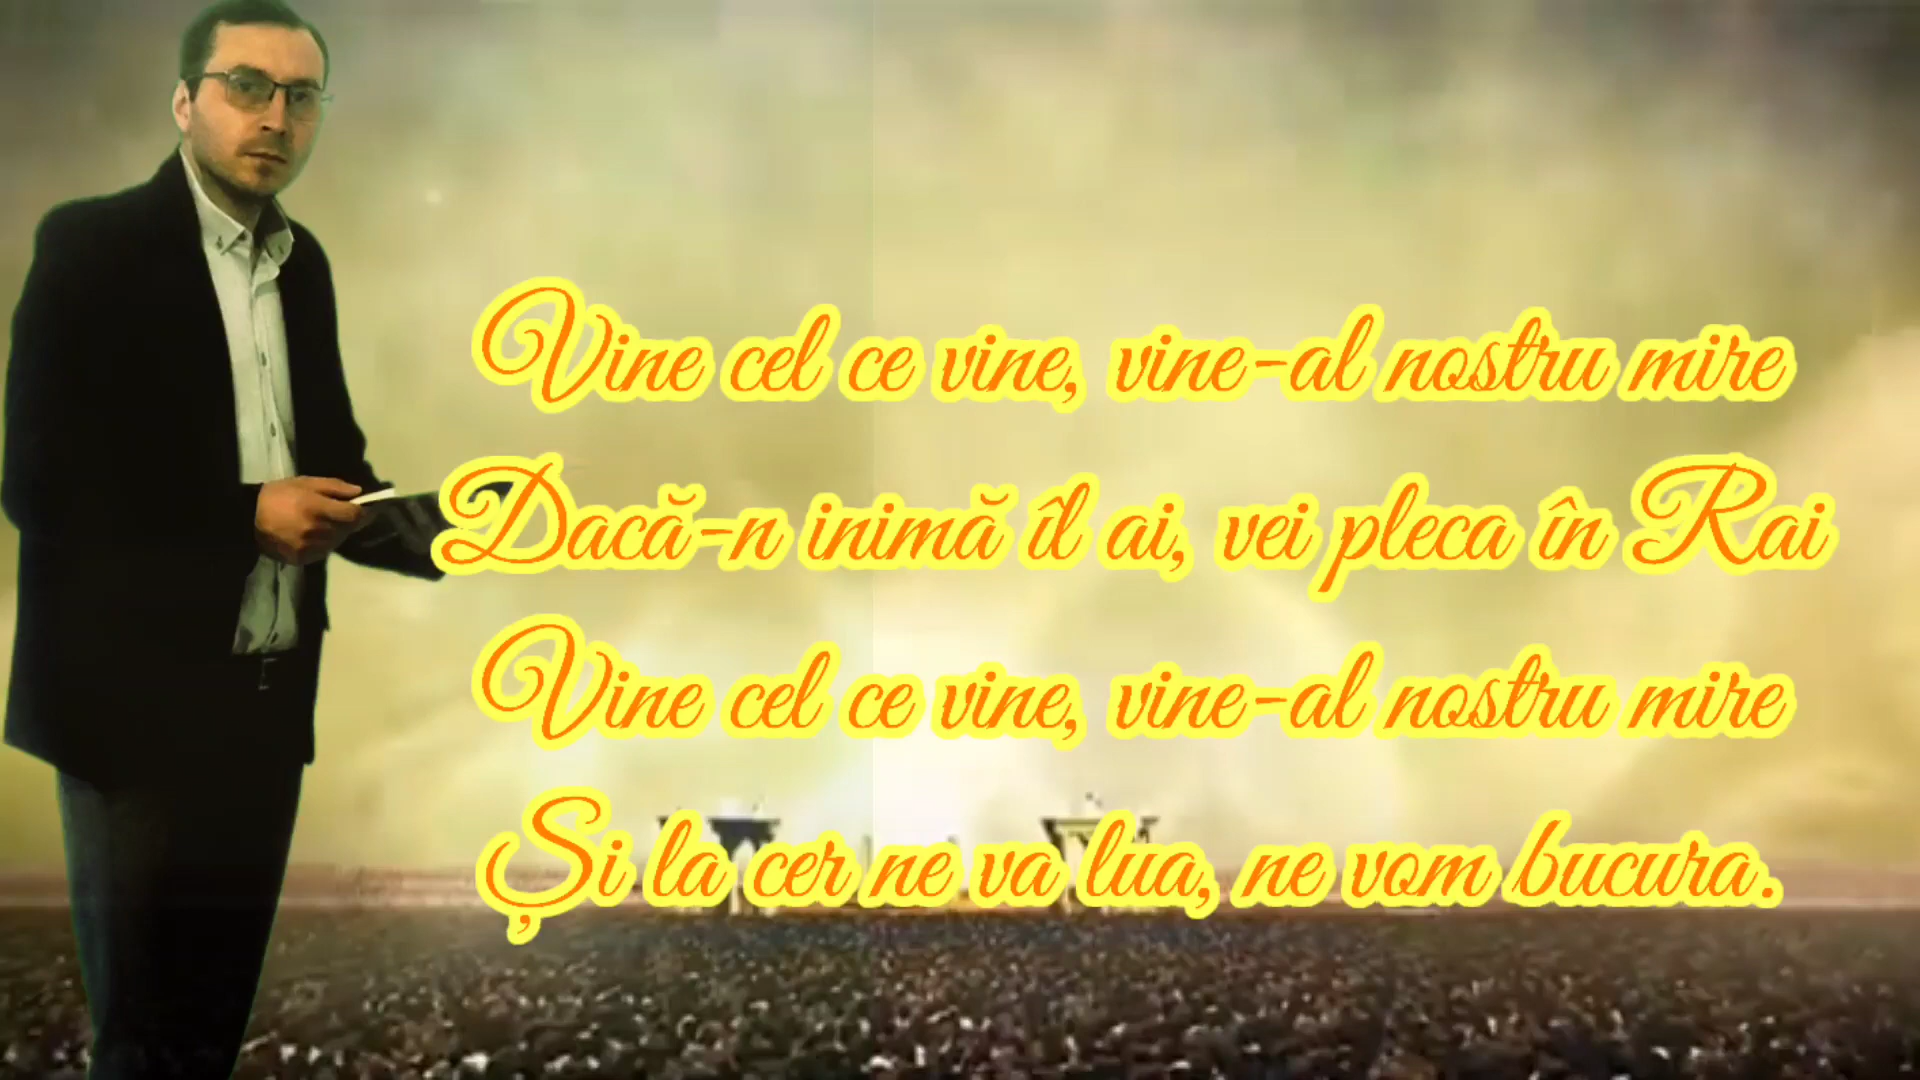 Vine cel ce vine, vine-al nostru mire
Dacă-n inimă îl ai, vei pleca în Rai
Vine cel ce vine, vine-al nostru mire
Și la cer ne va lua, ne vom bucura.